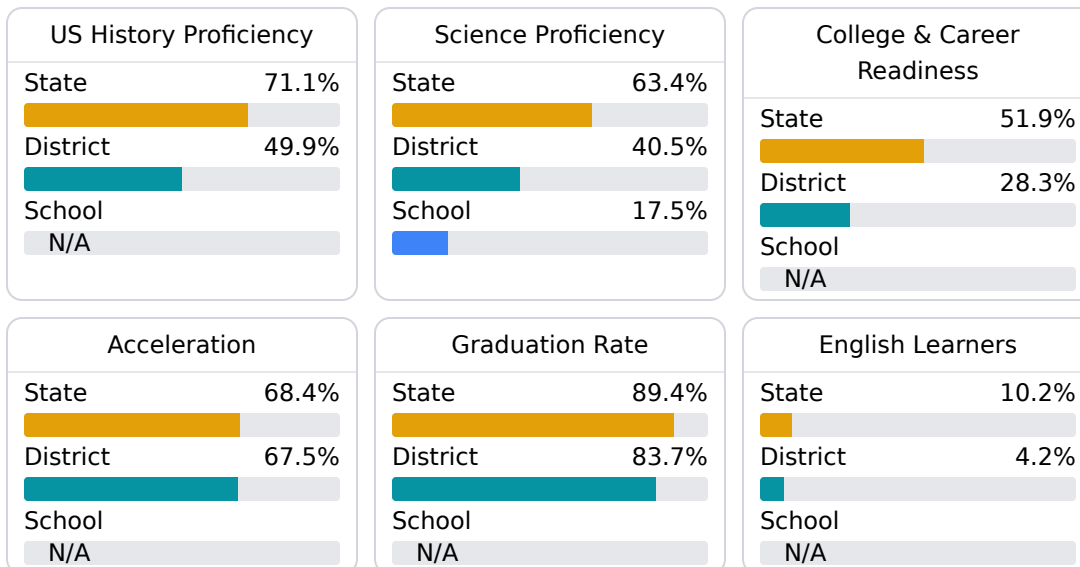 US History Proficiency
State 71.1%
District 49.9%
School
N/A
Science Proficiency
State 63.4%
District 40.5%
School 17.5%
College & Career
Readiness
State 51.9%
District 28.3%
School
N/A
Acceleration
State 68.4%
District 67.5%
School
N/A
Graduation Rate
State 89.4%
District 83.7%
School
N/A
English Learners
State 10.2%
District 4.2%
School
N/A